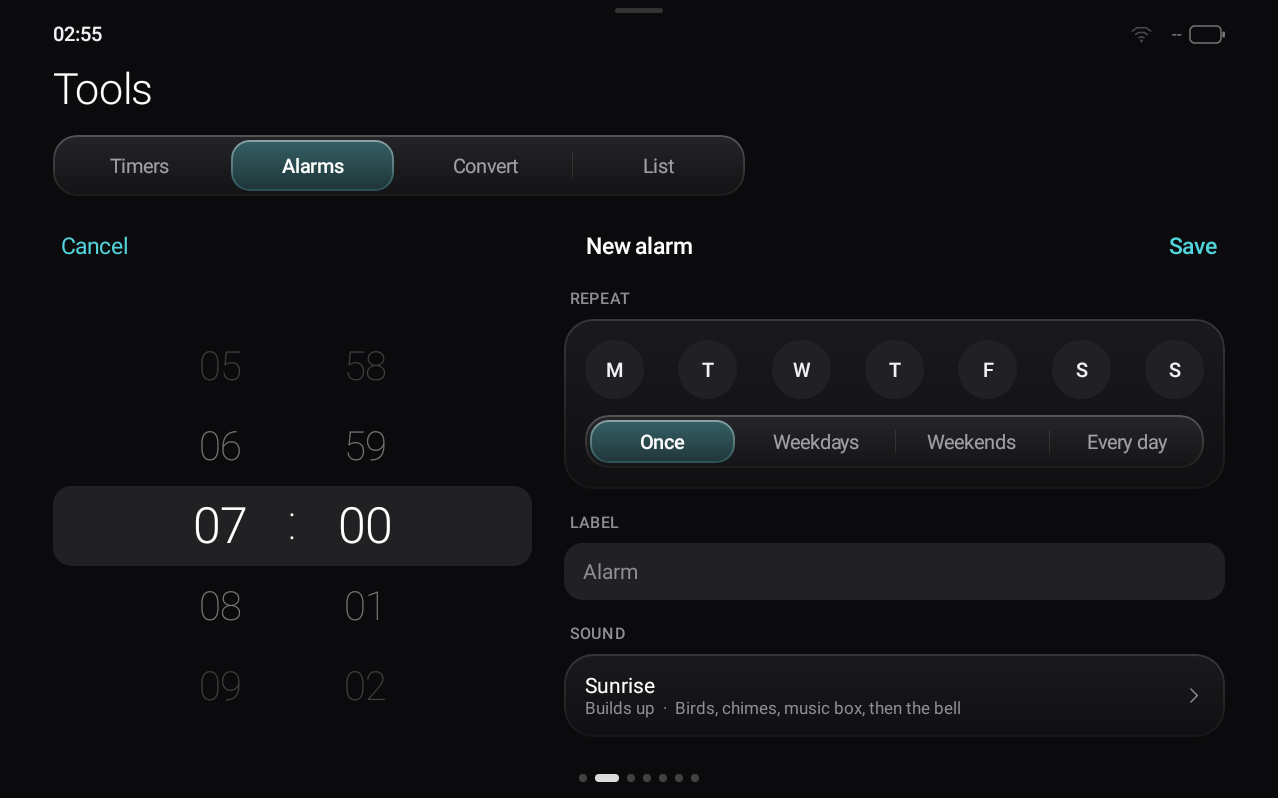 02:55
--
Tools
Timers
Alarms
Convert
List
Cancel
New alarm
Save
05 58
06 59
07 : 00
08 01
09 02
REPEAT
M T W T F S S
Once
Weekdays
Weekends
Every day
LABEL
Alarm
SOUND
Sunrise
Builds up · Birds, chimes, music box, then the bell